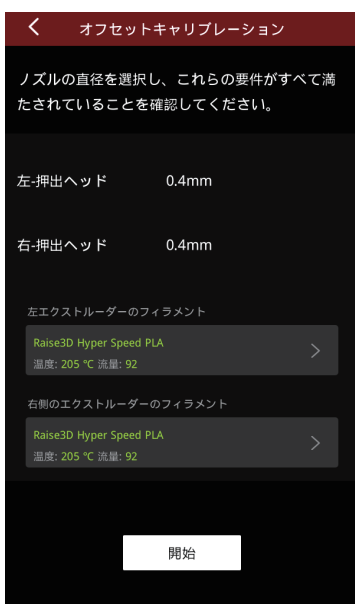 オフセットキャリブレーション
ノズルの直径を選択し、これらの要件がすべて満
たされていることを確認してください。
左-押出ヘッド 0.4mm
右-押出ヘッド 0.4mm
左エクストルーダーのフィラメント
Raise3D Hyper Speed PLA
温度: 205 ℃ 流量: 92
右側のエクストルーダーのフィラメント
Raise3D Hyper Speed PLA
温度: 205 ℃ 流量: 92
開始